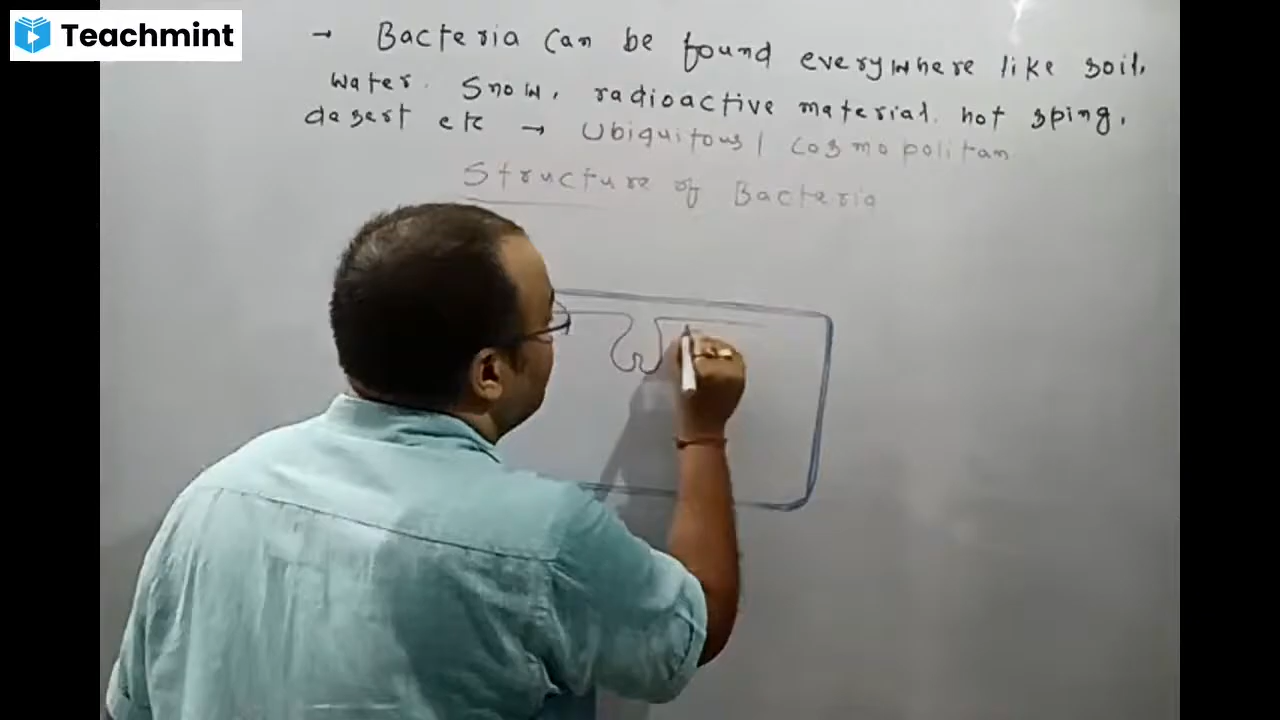 Teachmint
→ Bacteria can be found everywhere like soil,
water. Snow, radioactive material. hot sping,
desert etc → Ubiquitous | Cosmopolitan
Structure of Bacteria